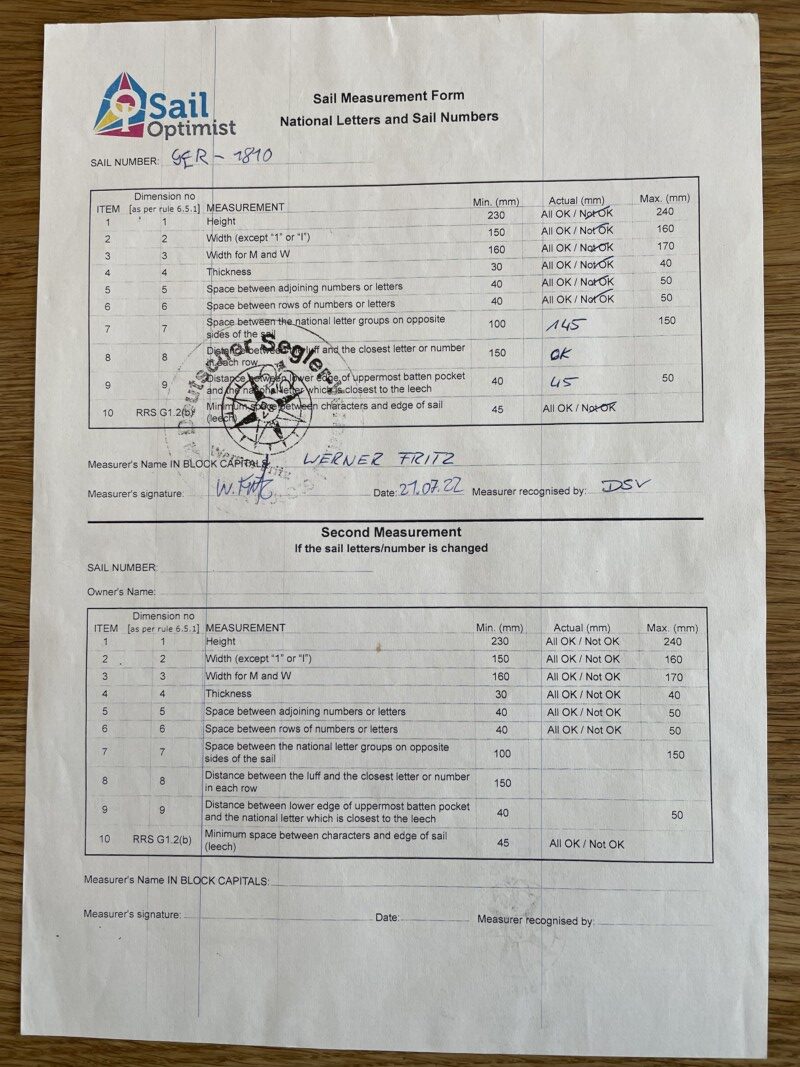 Sail
Optimist
Sail Measurement Form
National Letters and Sail Numbers
SAIL NUMBER: GER - 1810
ITEM Dimension no [as per rule 6.5.1] MEASUREMENT Min. (mm) Actual (mm) Max. (mm)
1 1 Height 230 All OK / Not OK 240
2 2 Width (except “1” or “I”) 150 All OK / Not OK 160
3 3 Width for M and W 160 All OK / Not OK 170
4 4 Thickness 30 All OK / Not OK 40
5 5 Space between adjoining numbers or letters 40 All OK / Not OK 50
6 6 Space between rows of numbers or letters 40 All OK / Not OK 50
7 7 Space between the national letter groups on opposite sides of the sail 100 145 150
8 8 Distance between the luff and the closest letter or number in each row 150 OK
9 9 Distance between lower edge of uppermost batten pocket and the national letter which is closest to the leech 40 45 50
10 RRS G1.2(b) Minimum space between characters and edge of sail (leech) 45 All OK / Not OK
Deutscher Segler
Werner Fritz
Measurer's Name IN BLOCK CAPITALS: WERNER FRITZ
Measurer's signature: W. Fritz Date: 21.07.22 Measurer recognised by: DSV
Second Measurement
If the sail letters/number is changed
SAIL NUMBER:
Owner's Name:
ITEM Dimension no [as per rule 6.5.1] MEASUREMENT Min. (mm) Actual (mm) Max. (mm)
1 1 Height 230 All OK / Not OK 240
2 2 Width (except “1” or “I”) 150 All OK / Not OK 160
3 3 Width for M and W 160 All OK / Not OK 170
4 4 Thickness 30 All OK / Not OK 40
5 5 Space between adjoining numbers or letters 40 All OK / Not OK 50
6 6 Space between rows of numbers or letters 40 All OK / Not OK 50
7 7 Space between the national letter groups on opposite sides of the sail 100 150
8 8 Distance between the luff and the closest letter or number in each row 150
9 9 Distance between lower edge of uppermost batten pocket and the national letter which is closest to the leech 40 50
10 RRS G1.2(b) Minimum space between characters and edge of sail (leech) 45 All OK / Not OK
Measurer's Name IN BLOCK CAPITALS:
Measurer's signature: Date: Measurer recognised by: